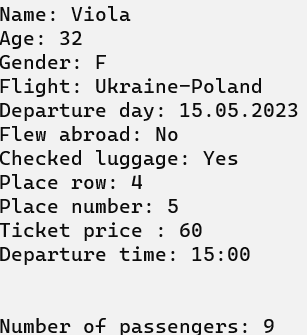 Name: Viola
Age: 32
Gender: F
Flight: Ukraine-Poland
Departure day: 15.05.2023
Flew abroad: No
Checked luggage: Yes
Place row: 4
Place number: 5
Ticket price : 60
Departure time: 15:00
Number of passengers: 9